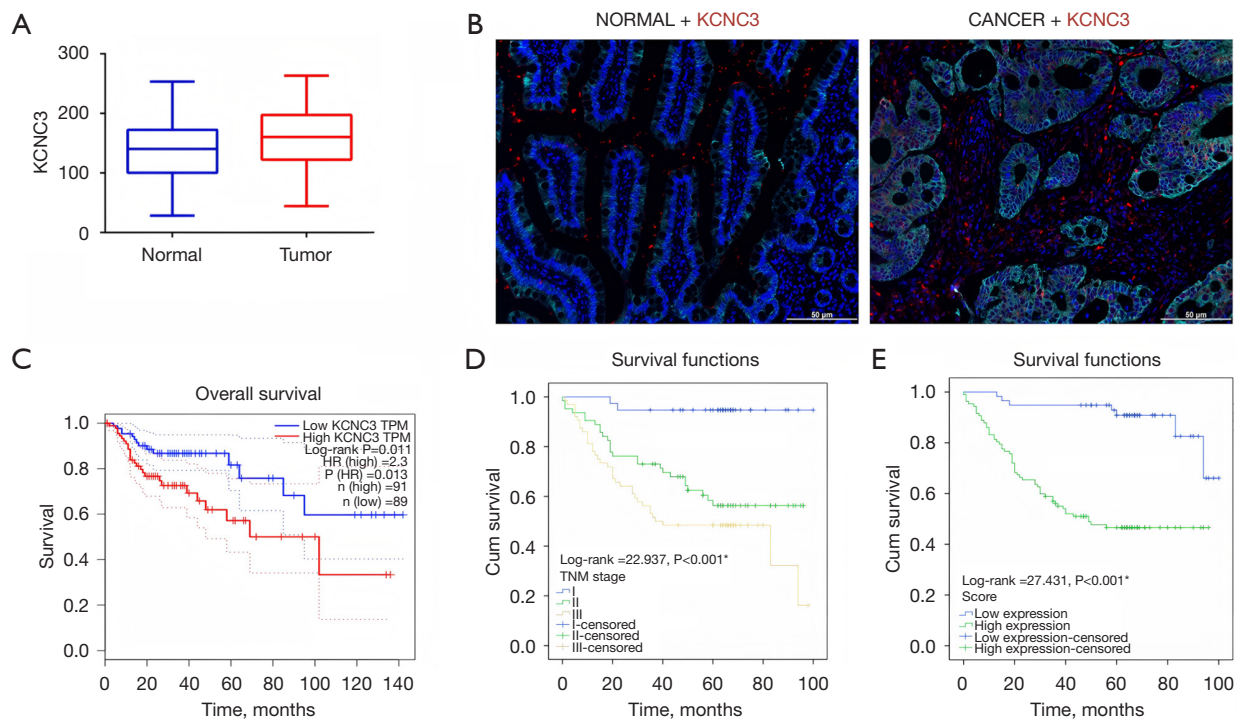 A
300
200
100
0
KCNC3
Normal
Tumor
B
NORMAL + KCNC3
50 µm
CANCER + KCNC3
50 µm
C
Overall survival
Low KCNC3 TPM
High KCNC3 TPM
Log-rank P=0.011
HR (high) =2.3
P (HR) =0.013
n (high) =91
n (low) =89
1.0
0.8
0.6
0.4
0.2
0.0
Survival
0 20 40 60 80 100 120 140
Time, months
D
Survival functions
1.0
0.8
0.6
0.4
0.2
0.0
Cum survival
Log-rank =22.937, P<0.001*
TNM stage
I
II
III
I-censored
II-censored
III-censored
0 20 40 60 80 100
Time, months
E
Survival functions
1.0
0.8
0.6
0.4
0.2
0.0
Cum survival
Log-rank =27.431, P<0.001*
Score
Low expression
High expression
Low expression-censored
High expression-censored
0 20 40 60 80 100
Time, months